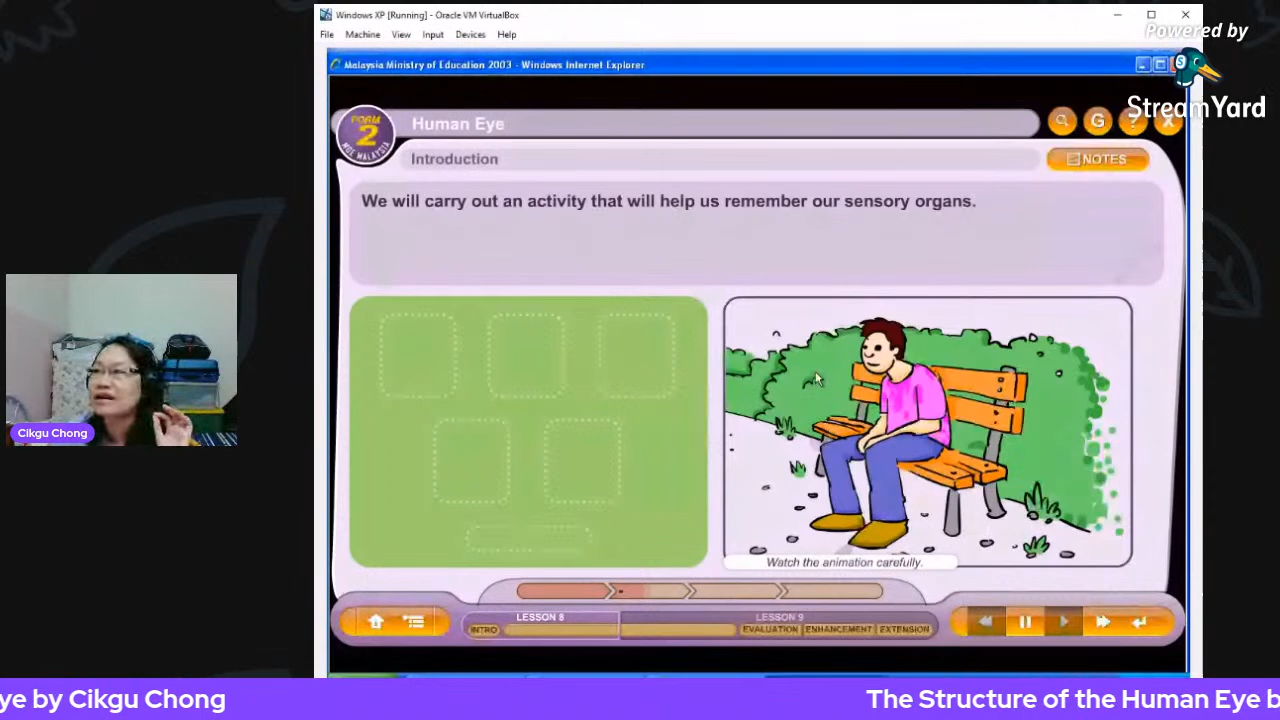 Windows XP [Running] - Oracle VM VirtualBox
File Machine View Input Devices Help
Powered by
StreamYard
Malaysia Ministry of Education 2003 - Windows Internet Explorer
FORM
2
MOE MALAYSIA
Human Eye
G ? X
Introduction
NOTES
We will carry out an activity that will help us remember our sensory organs.
Cikgu Chong
Watch the animation carefully.
LESSON 8
LESSON 9
INTRO
EVALUATION ENHANCEMENT EXTENSION
ye by Cikgu Chong
The Structure of the Human Eye b